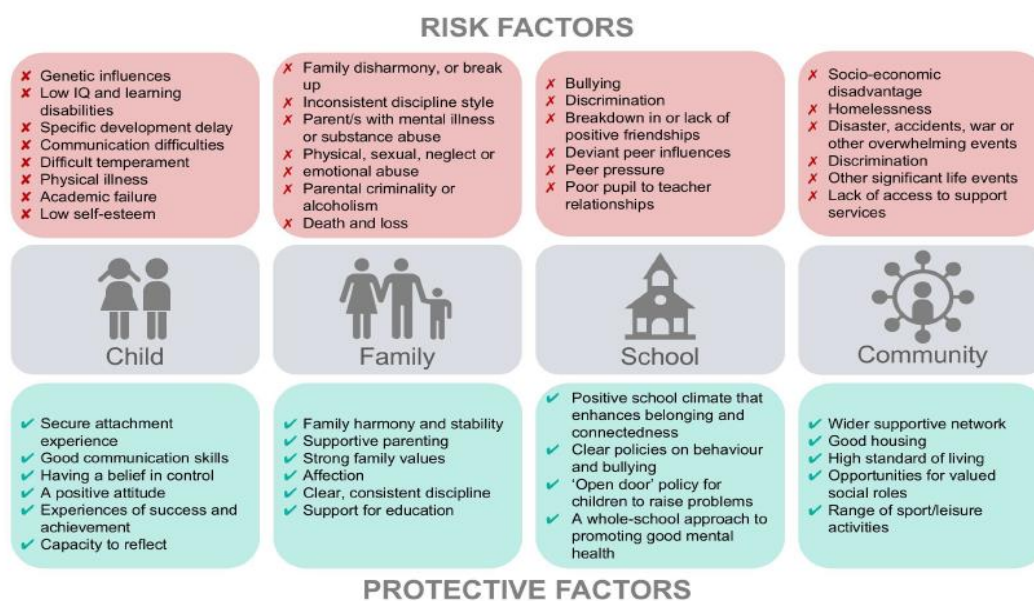 RISK FACTORS
✘ Genetic influences
✘ Low IQ and learning
disabilities
✘ Specific development delay
✘ Communication difficulties
✘ Difficult temperament
✘ Physical illness
✘ Academic failure
✘ Low self-esteem
✗ Family disharmony, or break
up
✗ Inconsistent discipline style
✗ Parent/s with mental illness
or substance abuse
✗ Physical, sexual, neglect or
✗ emotional abuse
✗ Parental criminality or
alcoholism
✗ Death and loss
✗ Bullying
✗ Discrimination
✗ Breakdown in or lack of
positive friendships
✗ Deviant peer influences
✗ Peer pressure
✗ Poor pupil to teacher
relationships
✗ Socio-economic
disadvantage
✗ Homelessness
✗ Disaster, accidents, war or
other overwhelming events
✗ Discrimination
✗ Other significant life events
✗ Lack of access to support
services
Child
Family
School
Community
✔ Secure attachment
experience
✔ Good communication skills
✔ Having a belief in control
✔ A positive attitude
✔ Experiences of success and
achievement
✔ Capacity to reflect
✔ Family harmony and stability
✔ Supportive parenting
✔ Strong family values
✔ Affection
✔ Clear, consistent discipline
✔ Support for education
✔ Positive school climate that
enhances belonging and
connectedness
✔ Clear policies on behaviour
and bullying
✔ ‘Open door’ policy for
children to raise problems
✔ A whole-school approach to
promoting good mental
health
✔ Wider supportive network
✔ Good housing
✔ High standard of living
✔ Opportunities for valued
social roles
✔ Range of sport/leisure
activities
PROTECTIVE FACTORS